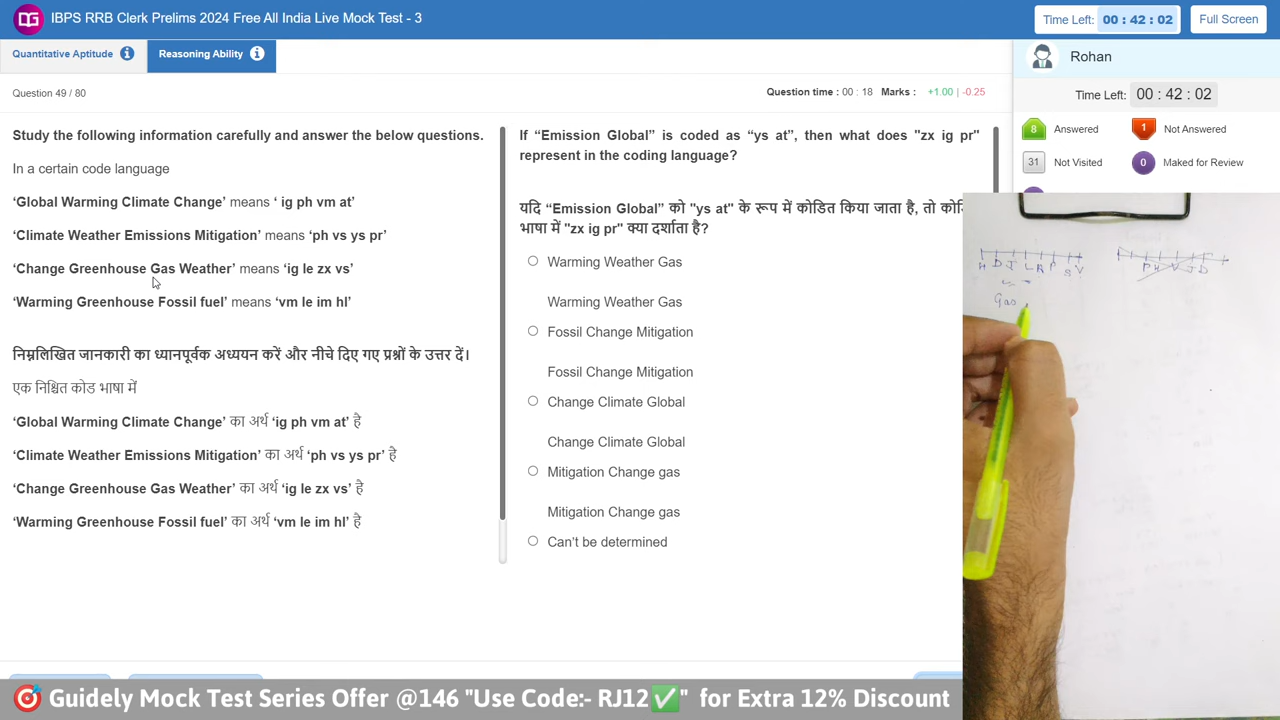 DG IBPS RRB Clerk Prelims 2024 Free All India Live Mock Test - 3
Time Left: 00 : 42 : 02
Full Screen
Quantitative Aptitude i
Reasoning Ability i
Rohan
Question 49 / 80
Question time : 00 : 18 Marks : +1.00 | -0.25
Time Left: 00 : 42 : 02
8 Answered
1 Not Answered
31 Not Visited
0 Maked for Review
Study the following information carefully and answer the below questions.
In a certain code language
‘Global Warming Climate Change’ means ‘ ig ph vm at’
‘Climate Weather Emissions Mitigation’ means ‘ph vs ys pr’
‘Change Greenhouse Gas Weather’ means ‘ig le zx vs’
‘Warming Greenhouse Fossil fuel’ means ‘vm le im hl’
निम्नलिखित जानकारी का ध्यानपूर्वक अध्ययन करें और नीचे दिए गए प्रश्नों के उत्तर दें।
एक निश्चित कोड भाषा में
‘Global Warming Climate Change’ का अर्थ ‘ig ph vm at’ है
‘Climate Weather Emissions Mitigation’ का अर्थ ‘ph vs ys pr’ है
‘Change Greenhouse Gas Weather’ का अर्थ ‘ig le zx vs’ है
‘Warming Greenhouse Fossil fuel’ का अर्थ ‘vm le im hl’ है
If “Emission Global” is coded as “ys at”, then what does "zx ig pr"
represent in the coding language?
यदि “Emission Global” को "ys at" के रूप में कोडित किया जाता है, तो
भाषा में "zx ig pr" क्या दर्शाता है?
Warming Weather Gas
Warming Weather Gas
Fossil Change Mitigation
Fossil Change Mitigation
Change Climate Global
Change Climate Global
Mitigation Change gas
Mitigation Change gas
Can’t be determined
H D J L R P S V
P H V J D
Gas
🎯 Guidely Mock Test Series Offer @146 "Use Code:- RJ12✅" for Extra 12% Discount